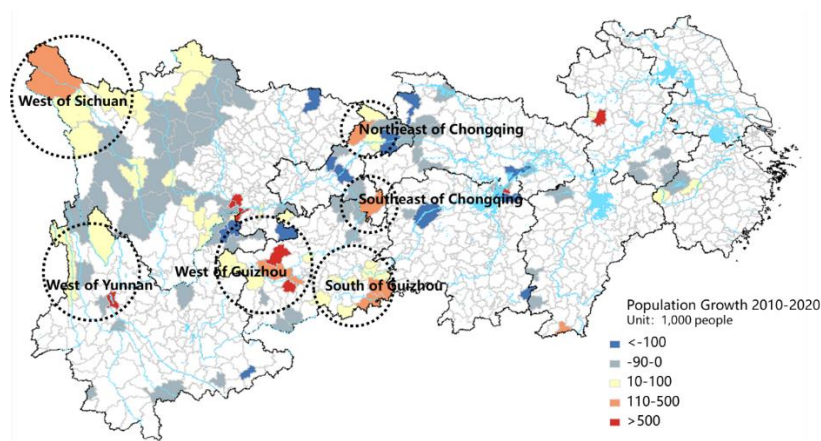 West of Sichuan
Northeast of Chongqing
Southeast of Chongqing
West of Yunnan
West of Guizhou
South of Guizhou
Population Growth 2010-2020
Unit: 1,000 people
<-100
-90-0
10-100
110-500
>500